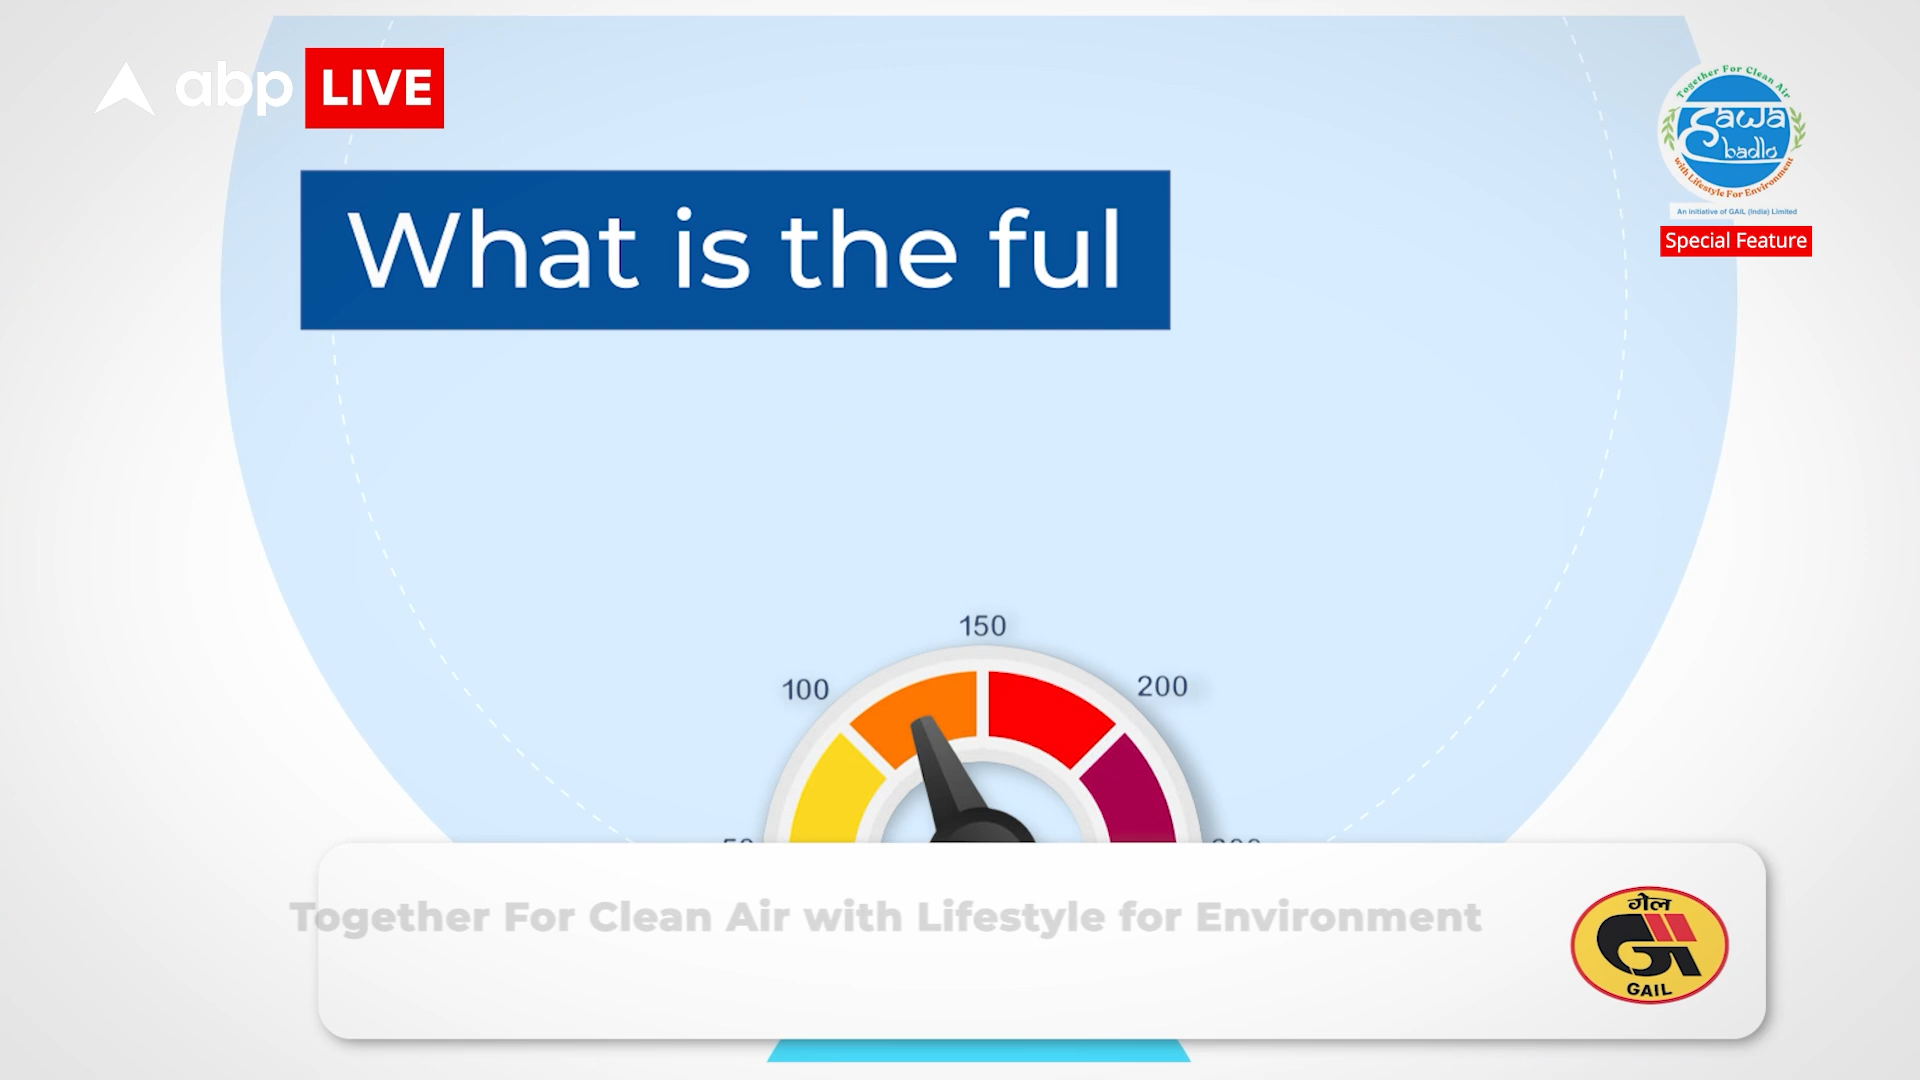 abp LIVE
Together For Clean Air
hawa
badlo
with Lifestyle For Environment
An initiative of GAIL (India) Limited
Special Feature
What is the ful
150
100
200
Together For Clean Air with Lifestyle for Environment
गेल
GAIL